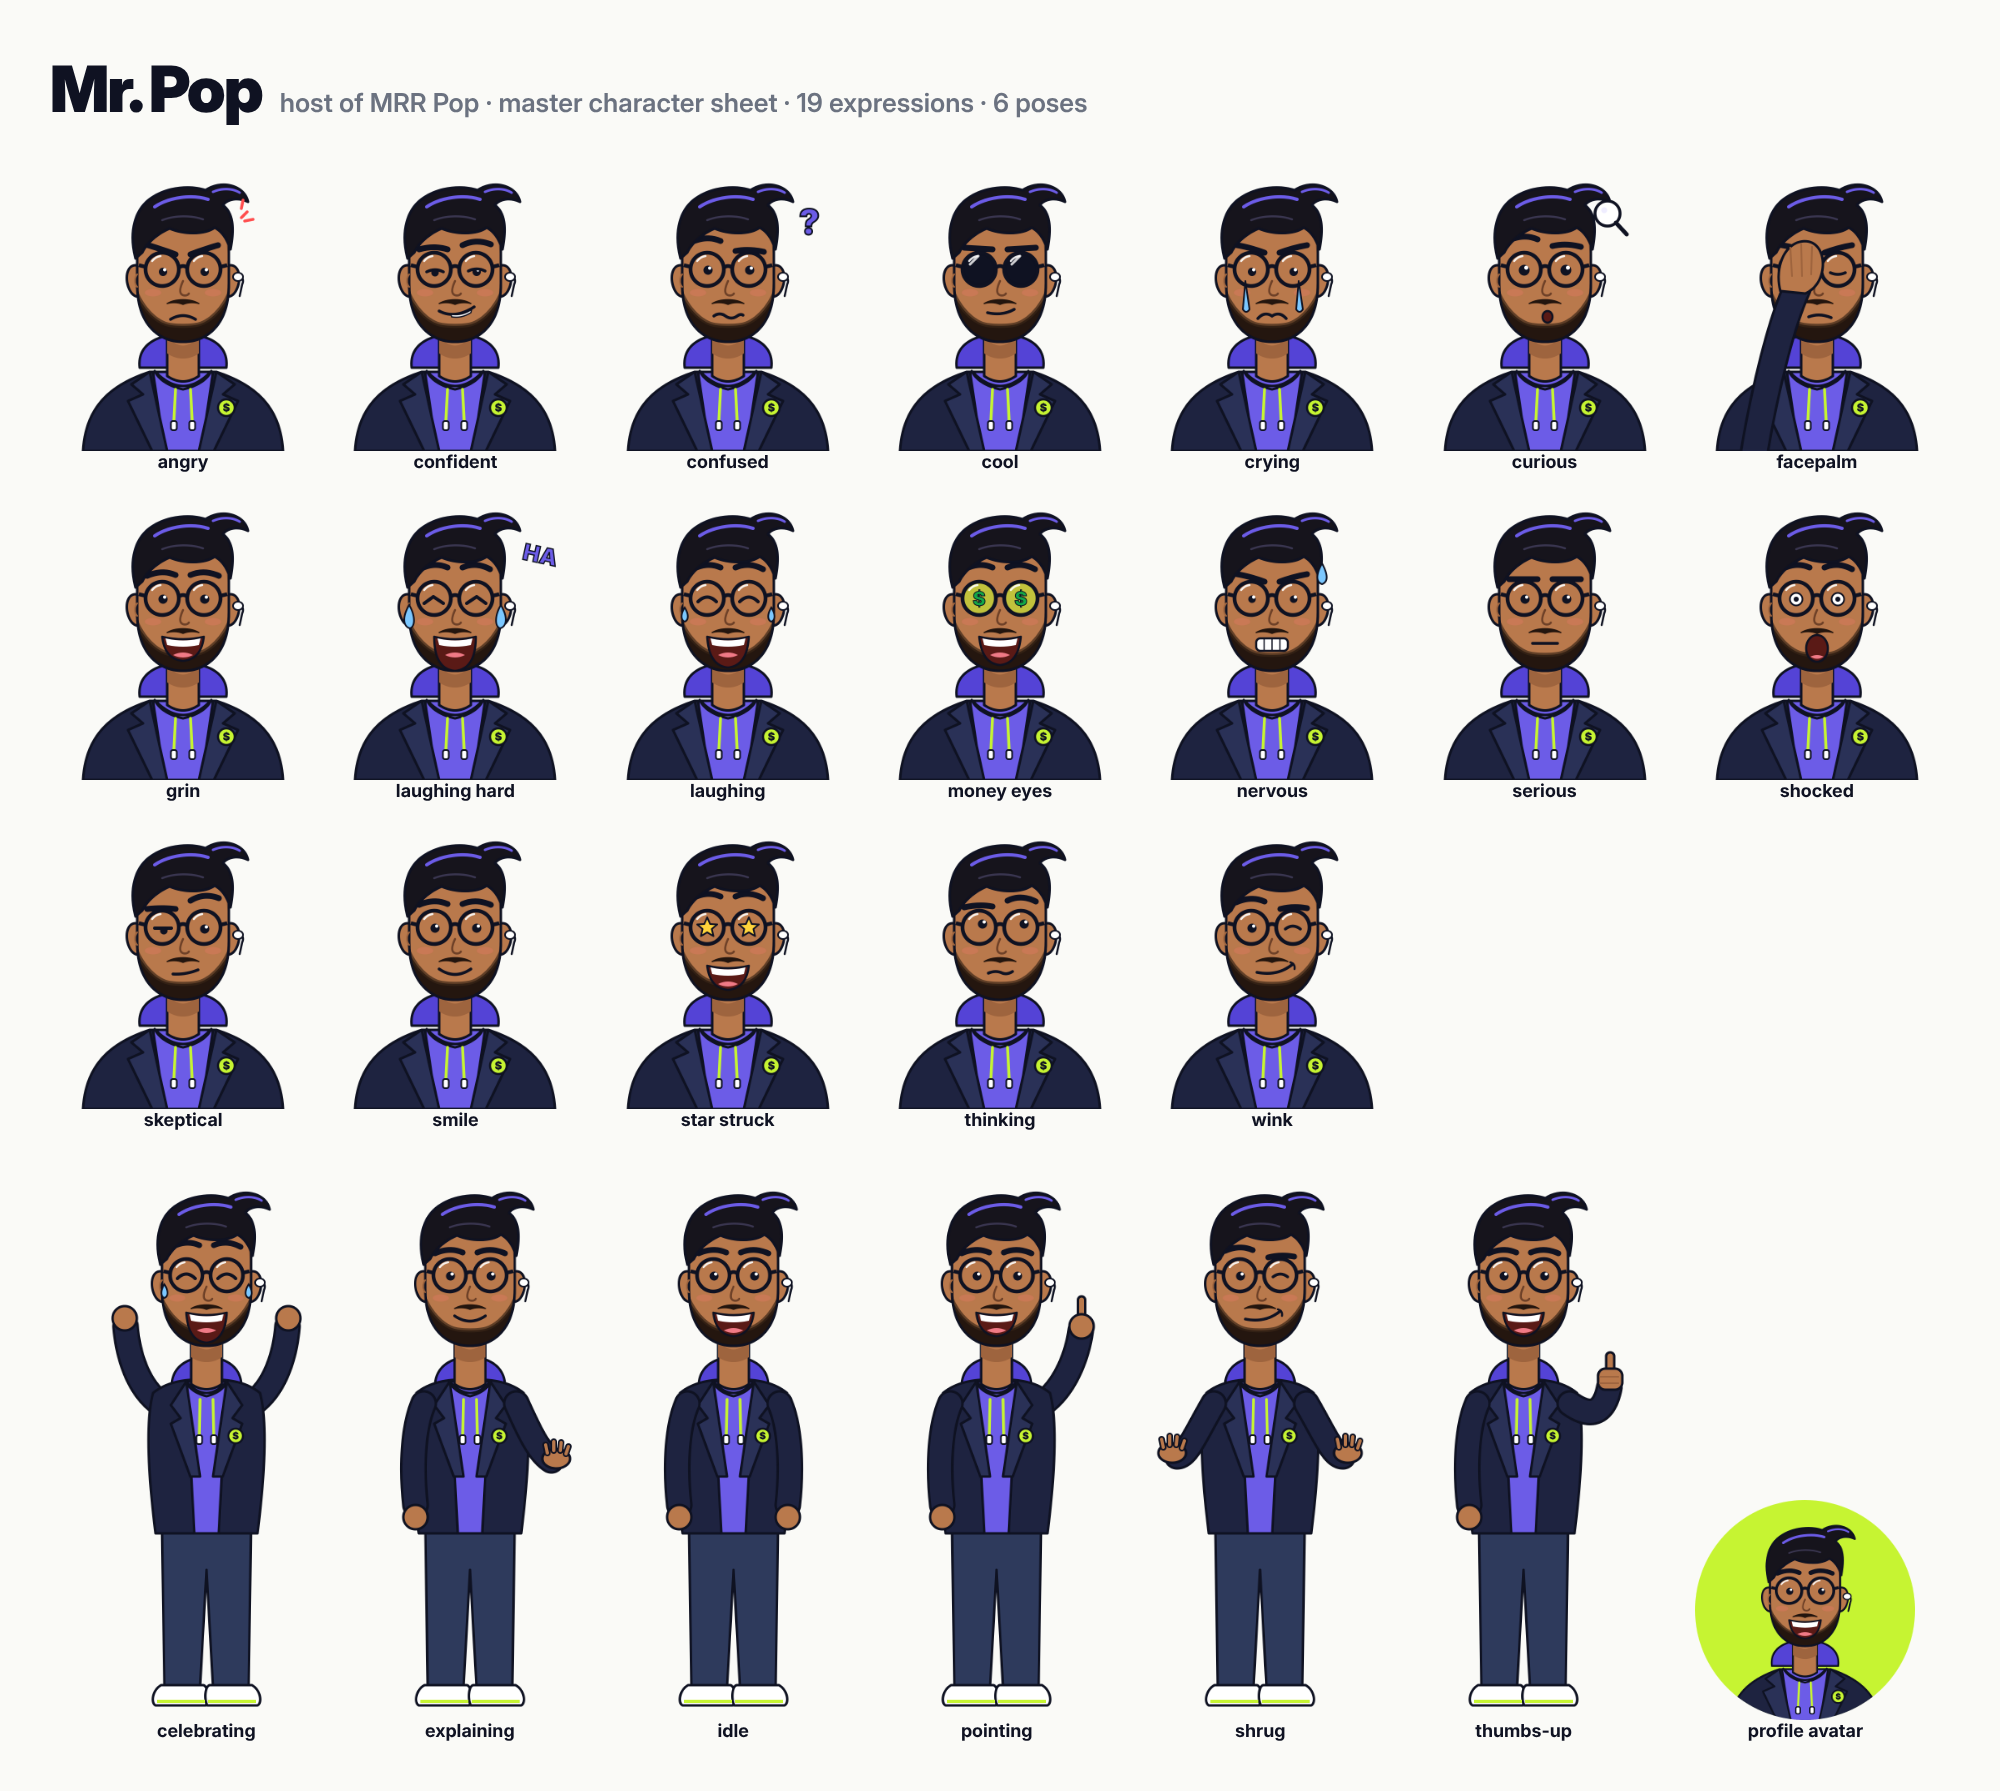 Mr. Pop host of MRR Pop · master character sheet · 19 expressions · 6 poses
?
angry confident confused cool crying curious facepalm
HA
$ $
grin laughing hard laughing money eyes nervous serious shocked
skeptical smile star struck thinking wink
celebrating explaining idle pointing shrug thumbs-up profile avatar